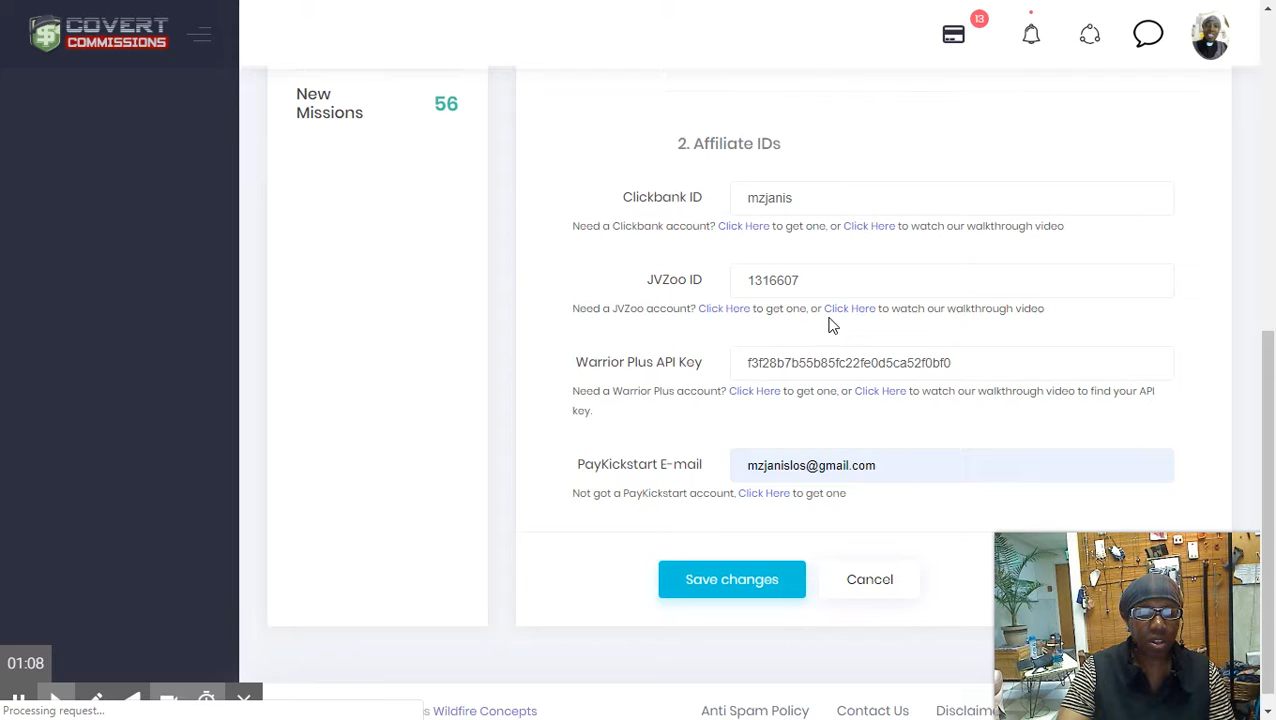 COVERT
COMMISSIONS
13
New
Missions
56
2. Affiliate IDs
Clickbank ID
mzjanis
Need a Clickbank account? Click Here to get one, or Click Here to watch our walkthrough video
JVZoo ID
1316607
Need a JVZoo account? Click Here to get one, or Click Here to watch our walkthrough video
Warrior Plus API Key
f3f28b7b55b85fc22fe0d5ca52f0bf0
Need a Warrior Plus account? Click Here to get one, or Click Here to watch our walkthrough video to find your API
key.
PayKickstart E-mail
mzjanislos@gmail.com
Not got a PayKickstart account, Click Here to get one
Save changes
Cancel
01:08
Processing request...
s Wildfire Concepts
Anti Spam Policy
Contact Us
Disclaime